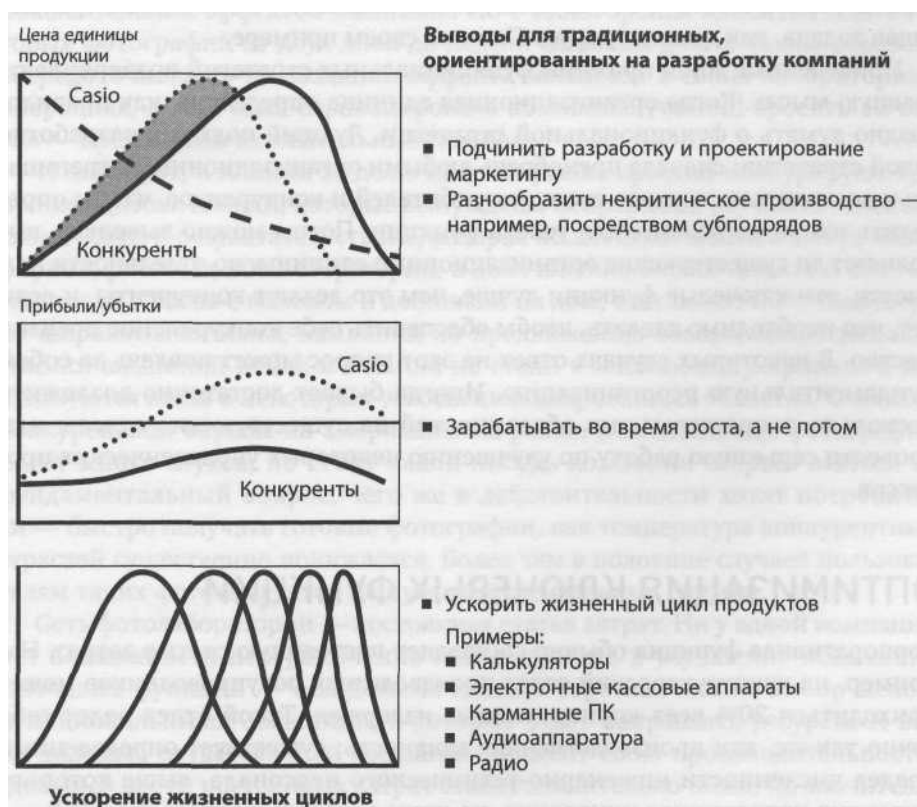 Цена единицы
продукции
Casio
Конкуренты
Выводы для традиционных,
ориентированных на разработку компаний
■ Подчинить разработку и проектирование
маркетингу
■ Разнообразить некритическое производство —
например, посредством субподрядов
Прибыли/убытки
Casio
Конкуренты
■ Зарабатывать во время роста, а не потом
Ускорение жизненных циклов
■ Ускорить жизненный цикл продуктов
Примеры:
■ Калькуляторы
■ Электронные кассовые аппараты
■ Карманные ПК
■ Аудиоаппаратура
■ Радио